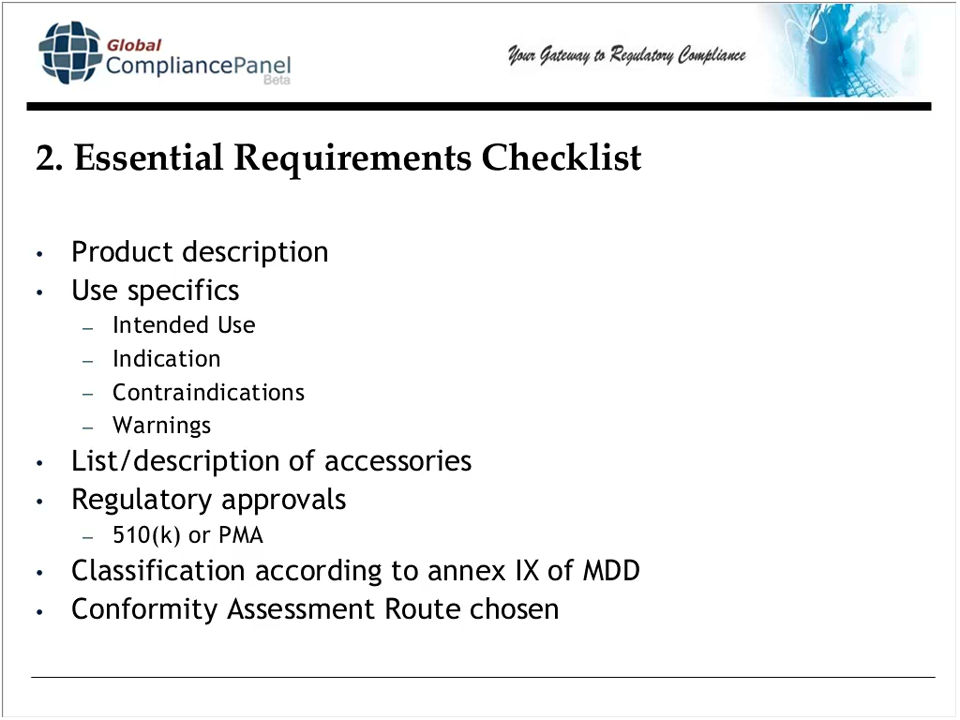 Global
CompliancePanel
Beta
Your Gateway to Regulatory Compliance
2. Essential Requirements Checklist
• Product description
• Use specifics
– Intended Use
– Indication
– Contraindications
– Warnings
• List/description of accessories
• Regulatory approvals
– 510(k) or PMA
• Classification according to annex IX of MDD
• Conformity Assessment Route chosen